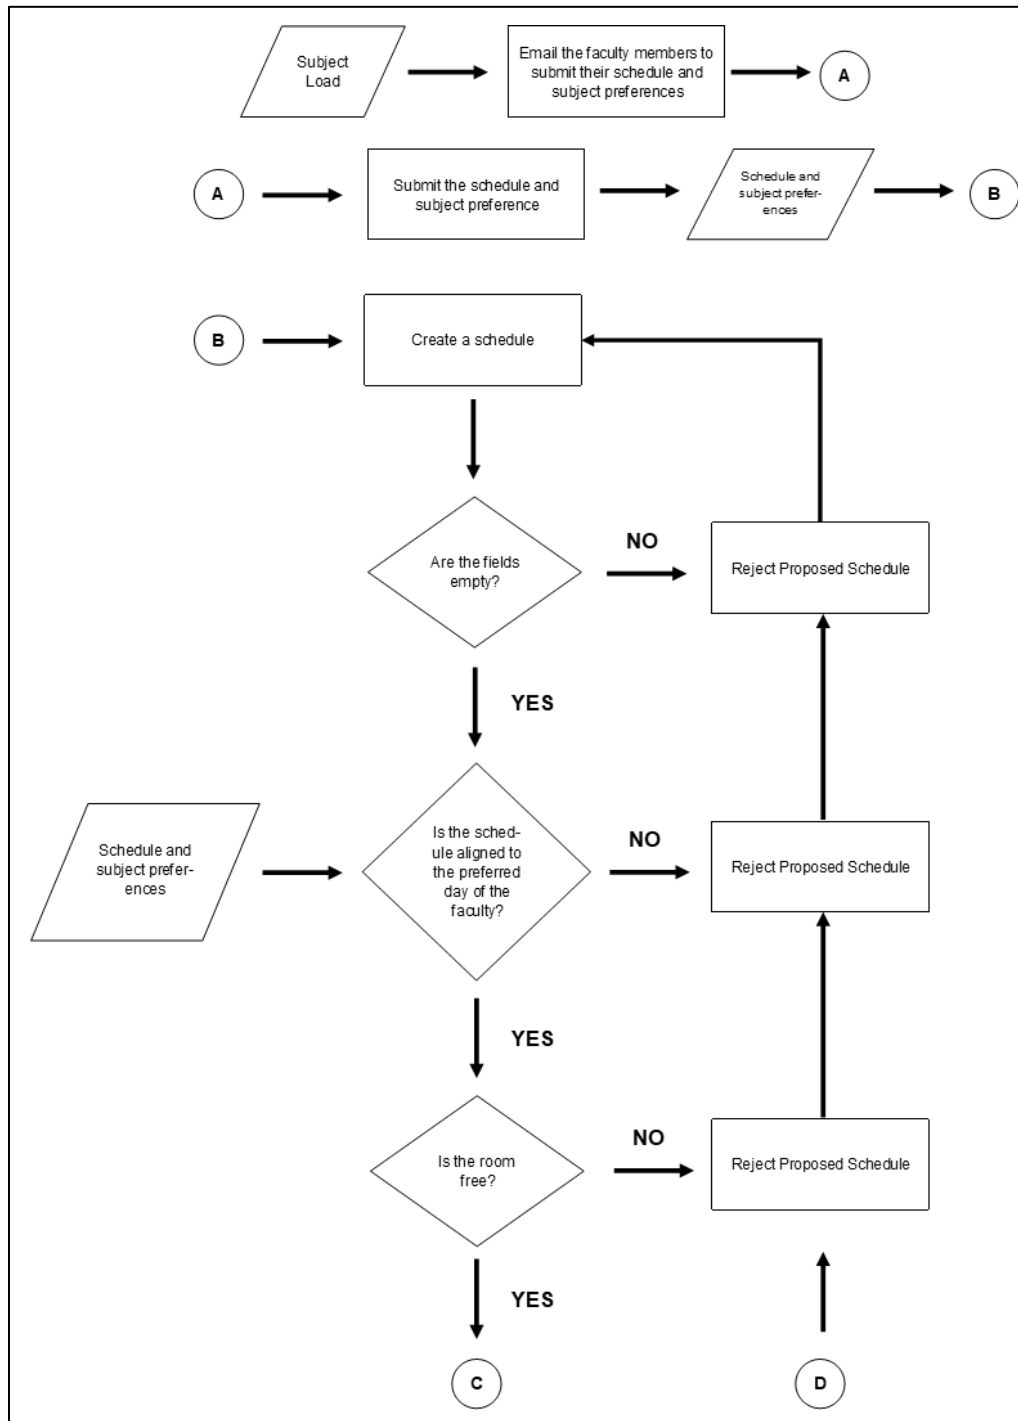 Subject
Load
Email the faculty members to
submit their schedule and
subject preferences
A
A
Submit the schedule and
subject preference
Schedule and
subject prefer-
ences
B
B
Create a schedule
Are the fields
empty?
NO
Reject Proposed Schedule
YES
Schedule and
subject prefer-
ences
Is the sched-
ule aligned to
the preferred
day of the
faculty?
NO
Reject Proposed Schedule
YES
Is the room
free?
NO
Reject Proposed Schedule
YES
C
D